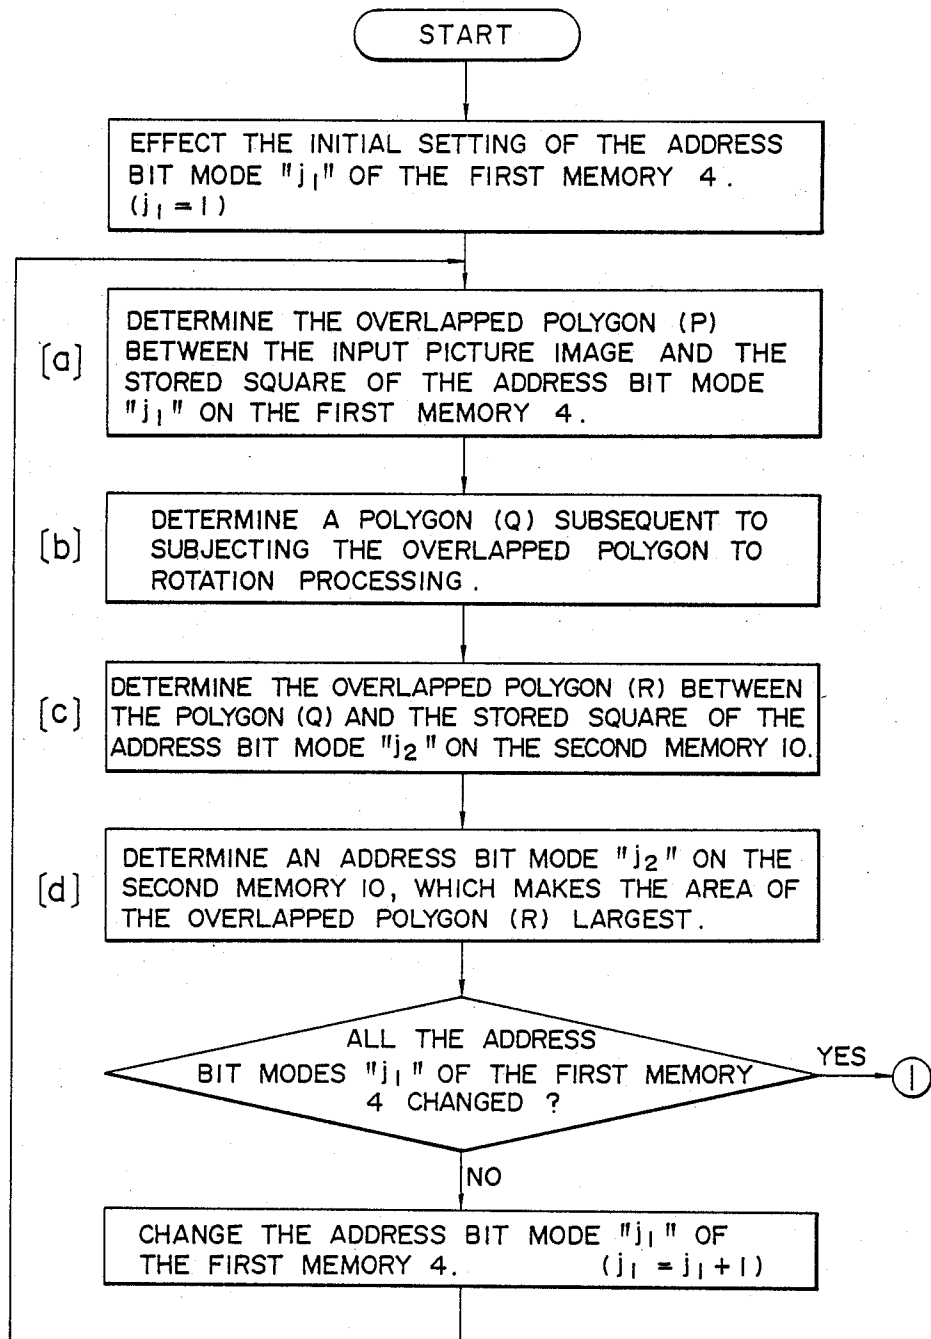 START
EFFECT THE INITIAL SETTING OF THE ADDRESS
BIT MODE "j1" OF THE FIRST MEMORY 4.
(j1 = 1)
[a]
DETERMINE THE OVERLAPPED POLYGON (P)
BETWEEN THE INPUT PICTURE IMAGE AND THE
STORED SQUARE OF THE ADDRESS BIT MODE
"j1" ON THE FIRST MEMORY 4.
[b]
DETERMINE A POLYGON (Q) SUBSEQUENT TO
SUBJECTING THE OVERLAPPED POLYGON TO
ROTATION PROCESSING.
[c]
DETERMINE THE OVERLAPPED POLYGON (R) BETWEEN
THE POLYGON (Q) AND THE STORED SQUARE OF THE
ADDRESS BIT MODE "j2" ON THE SECOND MEMORY 10.
[d]
DETERMINE AN ADDRESS BIT MODE "j2" ON THE
SECOND MEMORY 10, WHICH MAKES THE AREA OF
THE OVERLAPPED POLYGON (R) LARGEST.
ALL THE ADDRESS
BIT MODES "j1" OF THE FIRST MEMORY
4 CHANGED ?
YES
1
NO
CHANGE THE ADDRESS BIT MODE "j1" OF
THE FIRST MEMORY 4. (j1 = j1 + 1)